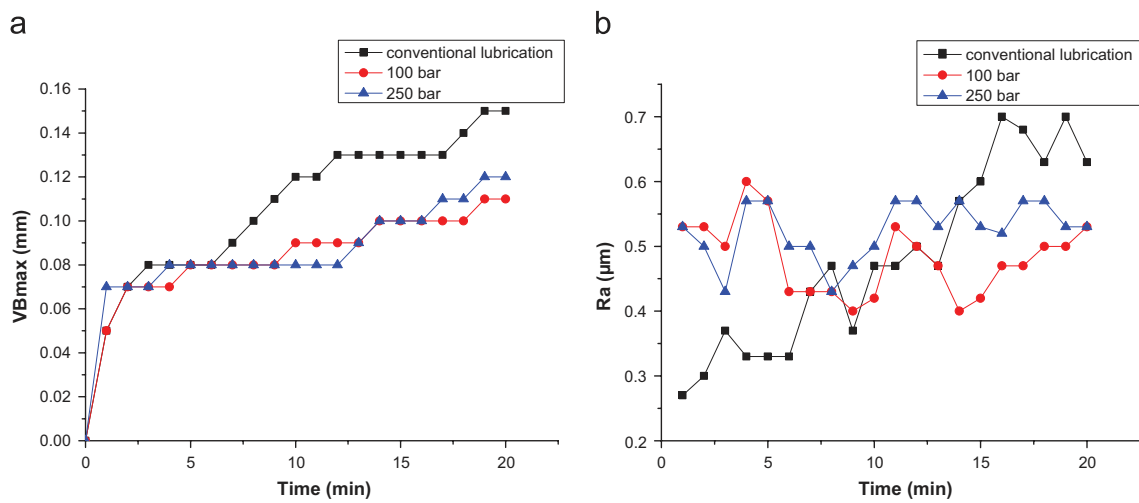 a
conventional lubrication
100 bar
250 bar
0.16
0.14
0.12
0.10
0.08
0.06
0.04
0.02
0.00
VBmax (mm)
0
5
10
15
20
Time (min)
b
conventional lubrication
100 bar
250 bar
0.7
0.6
0.5
0.4
0.3
0.2
Ra (µm)
0
5
10
15
20
Time (min)